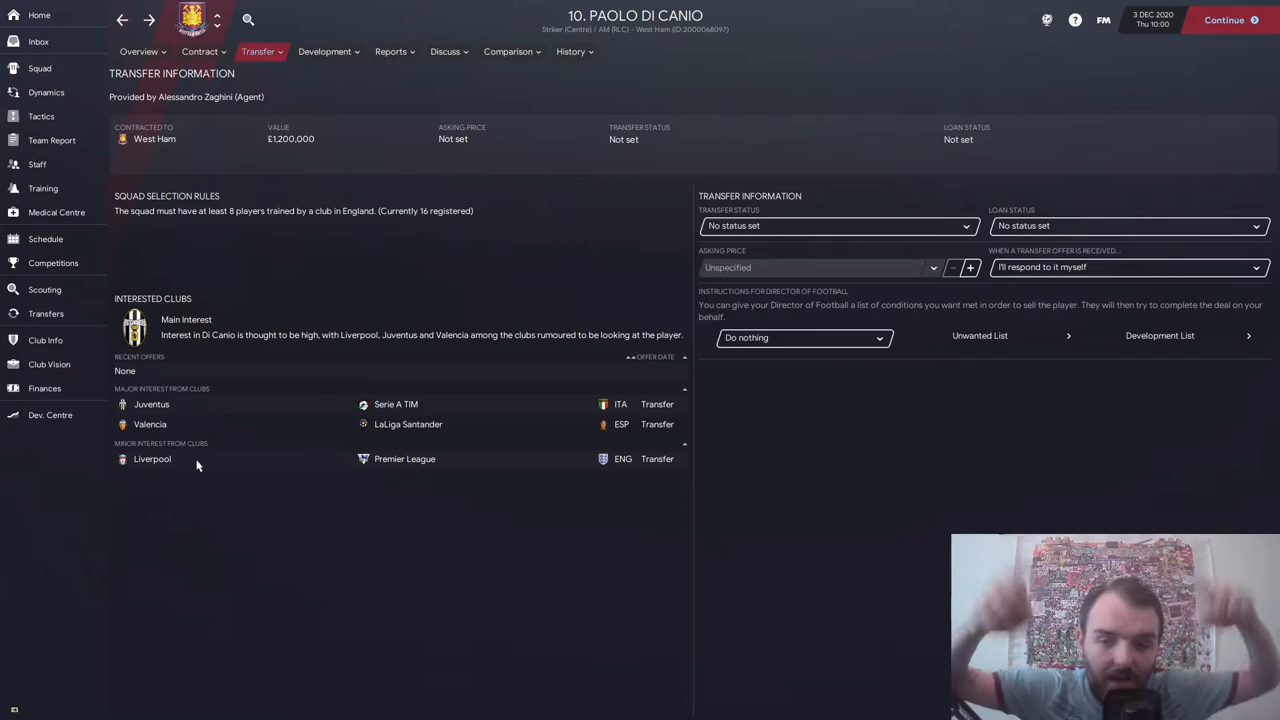 10. PAOLO DI CANIO
Striker (Centre) / AM (RLC) - West Ham (ID:2000068097)
FM
3 DEC 2020
Thu 10:00
Continue
Home
Inbox
Squad
Dynamics
Tactics
Team Report
Staff
Training
Medical Centre
Schedule
Competitions
Scouting
Transfers
Club Info
Club Vision
Finances
Dev. Centre
Overview
Contract
Transfer
Development
Reports
Discuss
Comparison
History
TRANSFER INFORMATION
Provided by Alessandro Zaghini (Agent)
CONTRACTED TO
West Ham
VALUE
£1,200,000
ASKING PRICE
Not set
TRANSFER STATUS
Not set
LOAN STATUS
Not set
SQUAD SELECTION RULES
The squad must have at least 8 players trained by a club in England. (Currently 16 registered)
INTERESTED CLUBS
Main Interest
Interest in Di Canio is thought to be high, with Liverpool, Juventus and Valencia among the clubs rumoured to be looking at the player.
RECENT OFFERS
OFFER DATE
None
MAJOR INTEREST FROM CLUBS
Juventus Serie A TIM ITA Transfer
Valencia LaLiga Santander ESP Transfer
MINOR INTEREST FROM CLUBS
Liverpool Premier League ENG Transfer
TRANSFER INFORMATION
TRANSFER STATUS
No status set
LOAN STATUS
No status set
ASKING PRICE
Unspecified
WHEN A TRANSFER OFFER IS RECEIVED...
I'll respond to it myself
INSTRUCTIONS FOR DIRECTOR OF FOOTBALL
You can give your Director of Football a list of conditions you want met in order to sell the player. They will then try to complete the deal on your
behalf.
Do nothing
Unwanted List
Development List